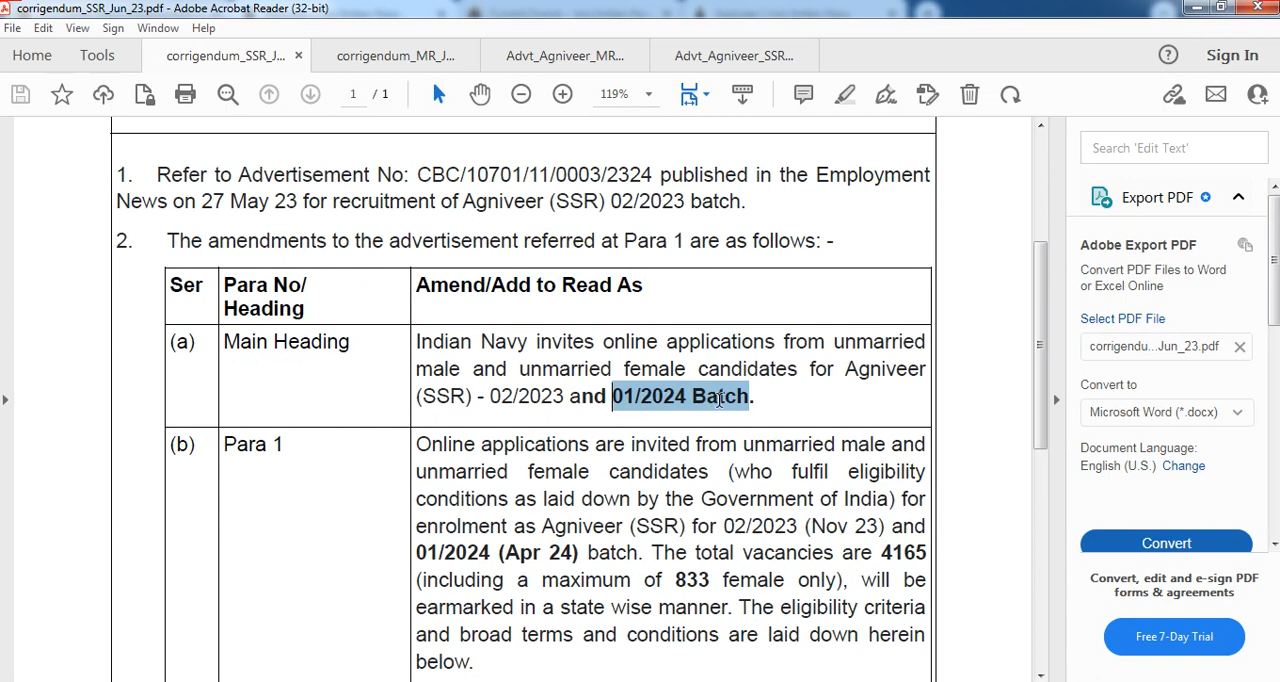 corrigendum_SSR_Jun_23.pdf - Adobe Acrobat Reader (32-bit)
File Edit View Sign Window Help
Home Tools corrigendum_SSR_J... × corrigendum_MR_J... Advt_Agniveer_MR... Advt_Agniveer_SSR... ? Sign In
1 / 1 119%
1. Refer to Advertisement No: CBC/10701/11/0003/2324 published in the Employment
News on 27 May 23 for recruitment of Agniveer (SSR) 02/2023 batch.
2. The amendments to the advertisement referred at Para 1 are as follows: -
Ser Para No/ Heading Amend/Add to Read As
(a) Main Heading Indian Navy invites online applications from unmarried
male and unmarried female candidates for Agniveer
(SSR) - 02/2023 and 01/2024 Batch.
(b) Para 1 Online applications are invited from unmarried male and
unmarried female candidates (who fulfil eligibility
conditions as laid down by the Government of India) for
enrolment as Agniveer (SSR) for 02/2023 (Nov 23) and
01/2024 (Apr 24) batch. The total vacancies are 4165
(including a maximum of 833 female only), will be
earmarked in a state wise manner. The eligibility criteria
and broad terms and conditions are laid down herein
below.
Search 'Edit Text'
Export PDF
Adobe Export PDF
Convert PDF Files to Word
or Excel Online
Select PDF File
corrigendu...Jun_23.pdf ×
Convert to
Microsoft Word (*.docx)
Document Language:
English (U.S.) Change
Convert
Convert, edit and e-sign PDF
forms & agreements
Free 7-Day Trial